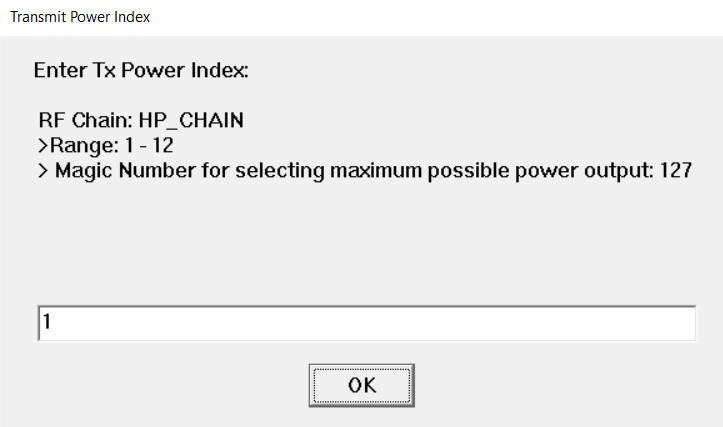 Transmit Power Index
Enter Tx Power Index:
RF Chain: HP_CHAIN
>Range: 1 - 12
> Magic Number for selecting maximum possible power output: 127
1
OK